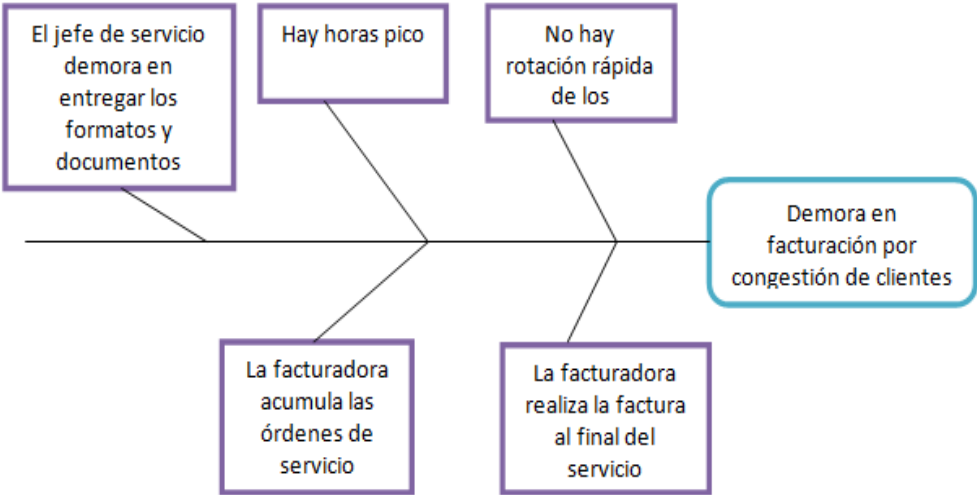 El jefe de servicio
demora en
entregar los
formatos y
documentos
Hay horas pico
No hay
rotación rápida
de los
Demora en
facturación por
congestión de clientes
La facturadora
acumula las
órdenes de
servicio
La facturadora
realiza la factura
al final del
servicio